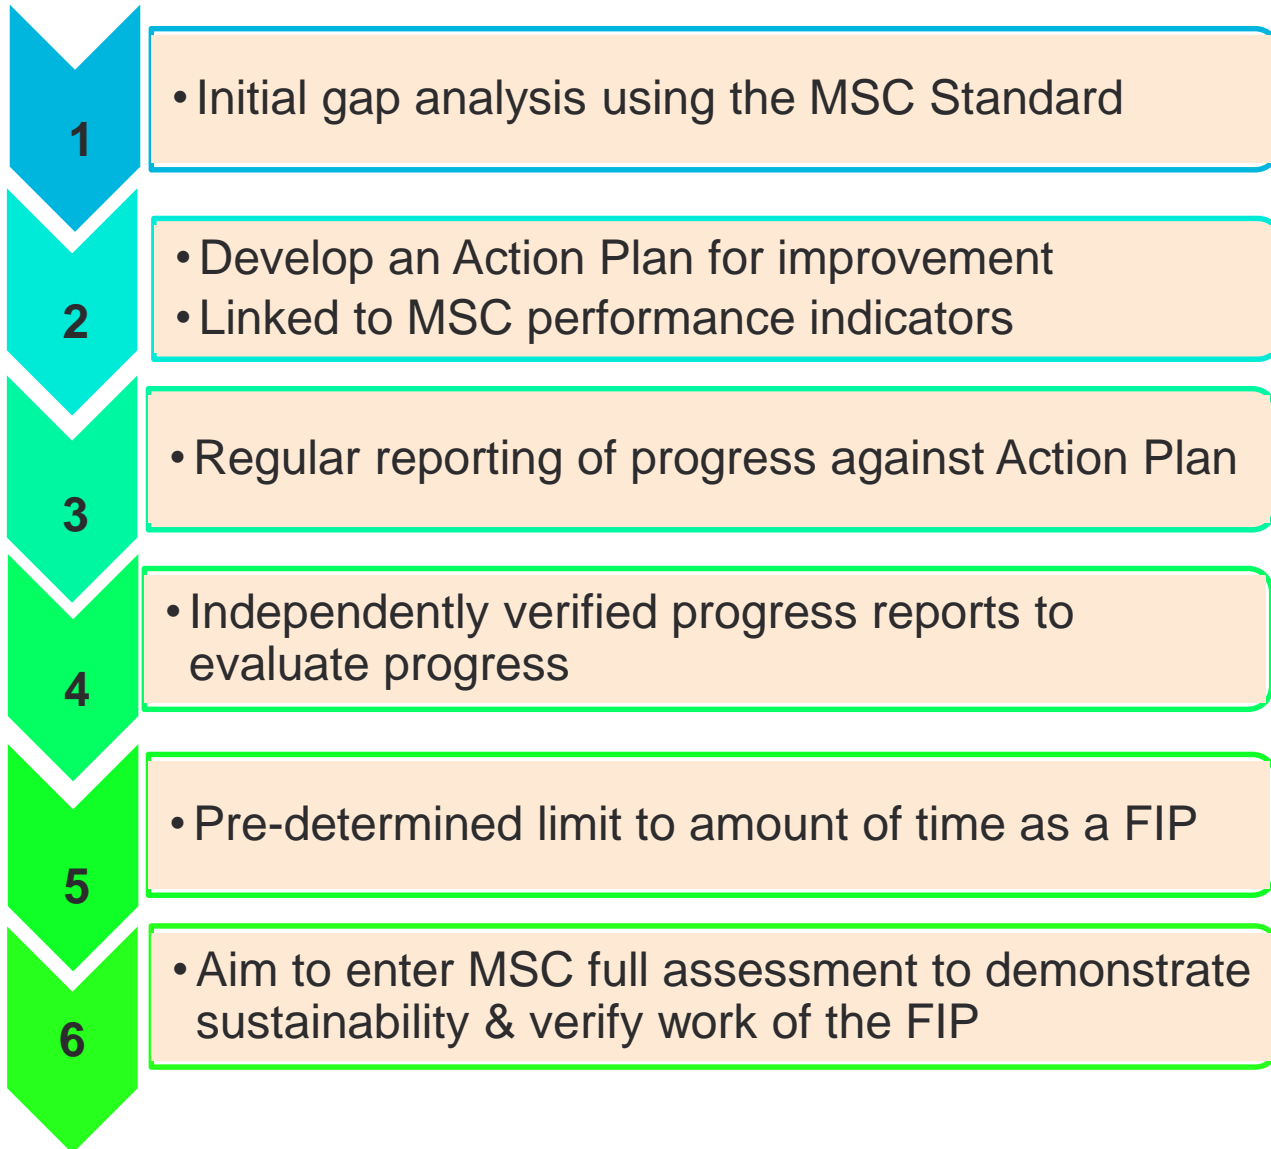 1
• Initial gap analysis using the MSC Standard
2
• Develop an Action Plan for improvement
• Linked to MSC performance indicators
3
• Regular reporting of progress against Action Plan
4
• Independently verified progress reports to
evaluate progress
5
• Pre-determined limit to amount of time as a FIP
6
• Aim to enter MSC full assessment to demonstrate
sustainability & verify work of the FIP